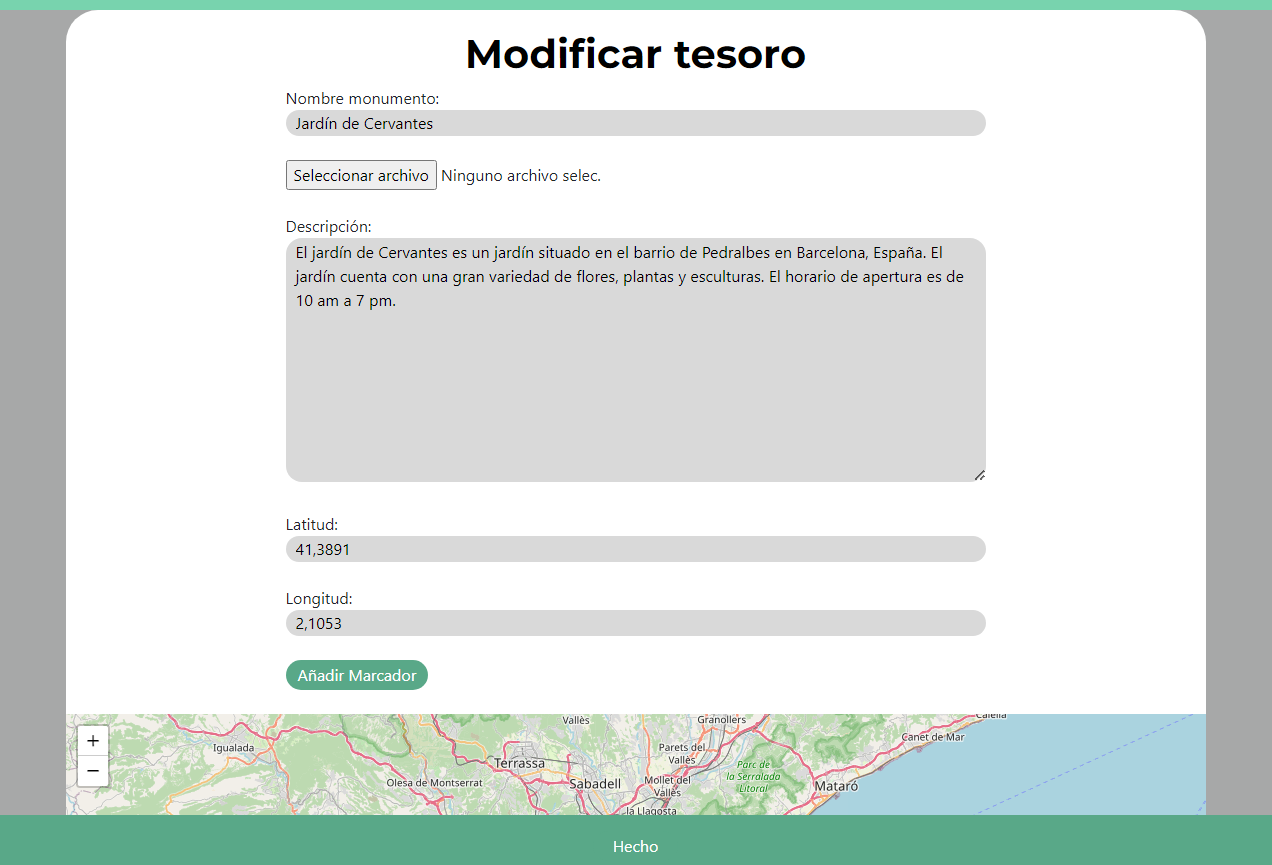 Modificar tesoro
Nombre monumento:
Jardín de Cervantes
Seleccionar archivo Ninguno archivo selec.
Descripción:
El jardín de Cervantes es un jardín situado en el barrio de Pedralbes en Barcelona, España. El
jardín cuenta con una gran variedad de flores, plantas y esculturas. El horario de apertura es de
10 am a 7 pm.
Latitud:
41,3891
Longitud:
2,1053
Añadir Marcador
+
−
Calella
Vallès
Granollers
Canet de Mar
Igualada
Parets del
Vallès
Terrassa
Parc de
la Serralada
Litoral
Olesa de Montserrat
Sabadell
Mollet del
Vallès
Mataró
la Llagosta
Hecho